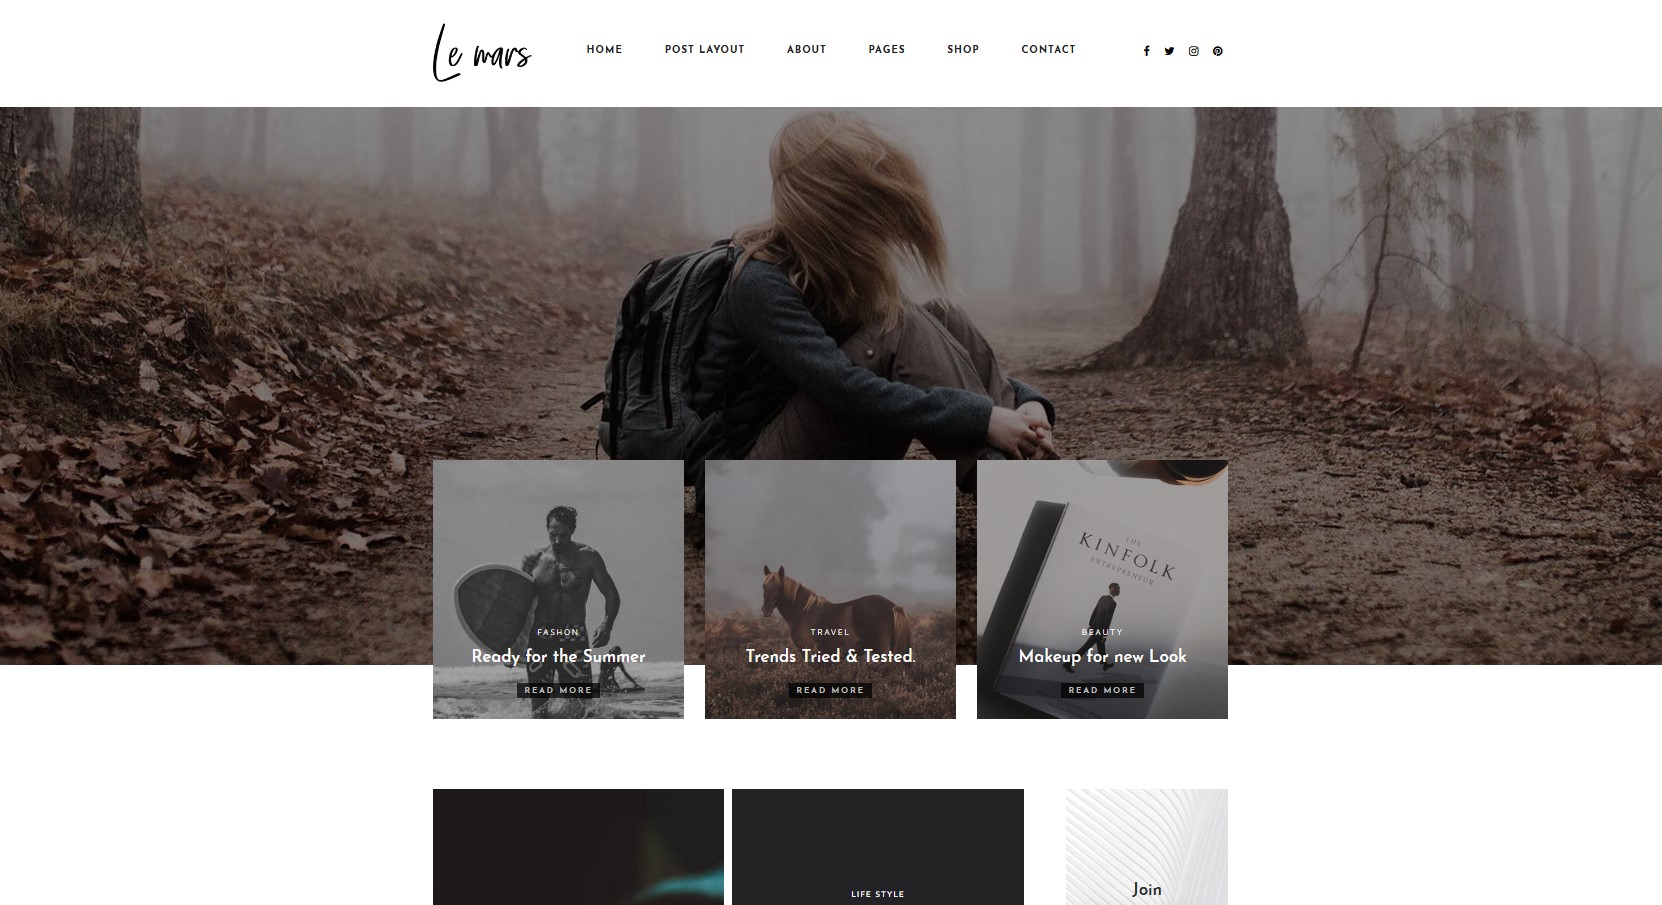 Le mars
HOME POST LAYOUT ABOUT PAGES SHOP CONTACT
FASHON
Ready for the Summer
READ MORE
TRAVEL
Trends Tried & Tested.
READ MORE
THE
KINFOLK
ENTREPRENEUR
BEAUTY
Makeup for new Look
READ MORE
LIFE STYLE
Join